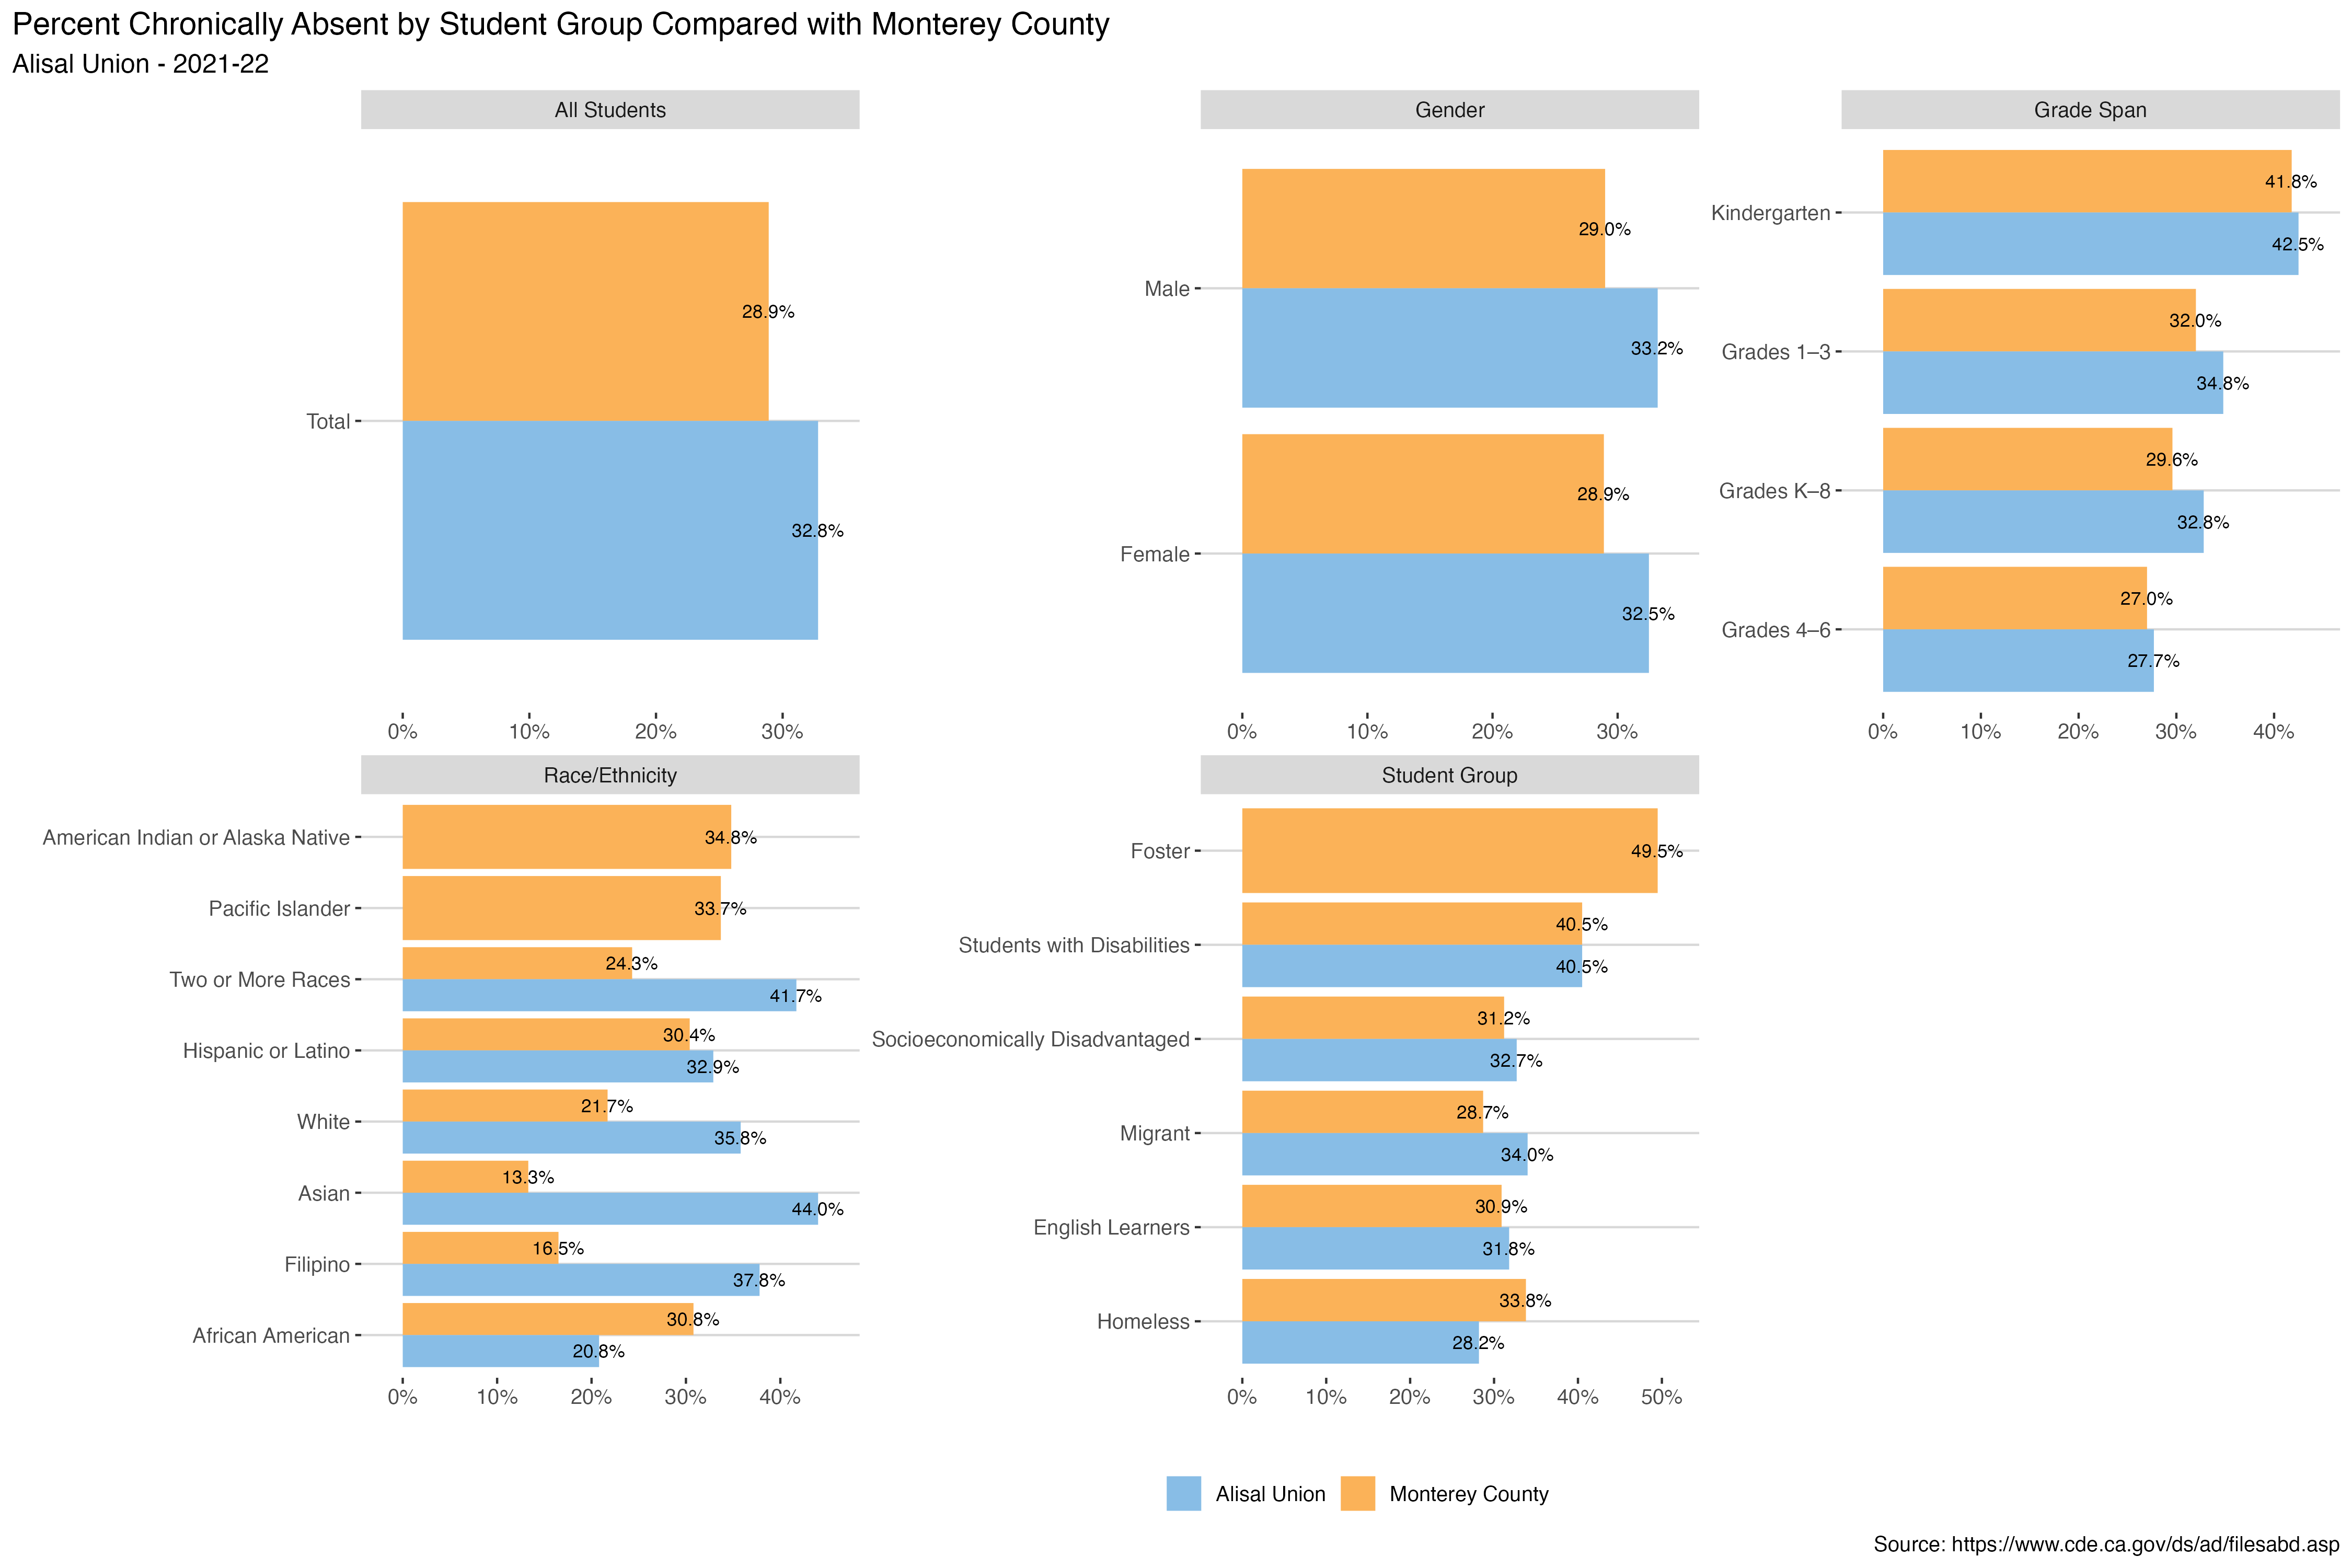 Percent Chronically Absent by Student Group Compared with Monterey County
Alisal Union - 2021-22
All Students
Total
28.9%
32.8%
0% 10% 20% 30%
Gender
Male
29.0%
33.2%
Female
28.9%
32.5%
0% 10% 20% 30%
Grade Span
Kindergarten
41.8%
42.5%
Grades 1–3
32.0%
34.8%
Grades K–8
29.6%
32.8%
Grades 4–6
27.0%
27.7%
0% 10% 20% 30% 40%
Race/Ethnicity
American Indian or Alaska Native
34.8%
Pacific Islander
33.7%
Two or More Races
24.3%
41.7%
Hispanic or Latino
30.4%
32.9%
White
21.7%
35.8%
Asian
13.3%
44.0%
Filipino
16.5%
37.8%
African American
30.8%
20.8%
0% 10% 20% 30% 40%
Student Group
Foster
49.5%
Students with Disabilities
40.5%
40.5%
Socioeconomically Disadvantaged
31.2%
32.7%
Migrant
28.7%
34.0%
English Learners
30.9%
31.8%
Homeless
33.8%
28.2%
0% 10% 20% 30% 40% 50%
Alisal Union Monterey County
Source: https://www.cde.ca.gov/ds/ad/filesabd.asp